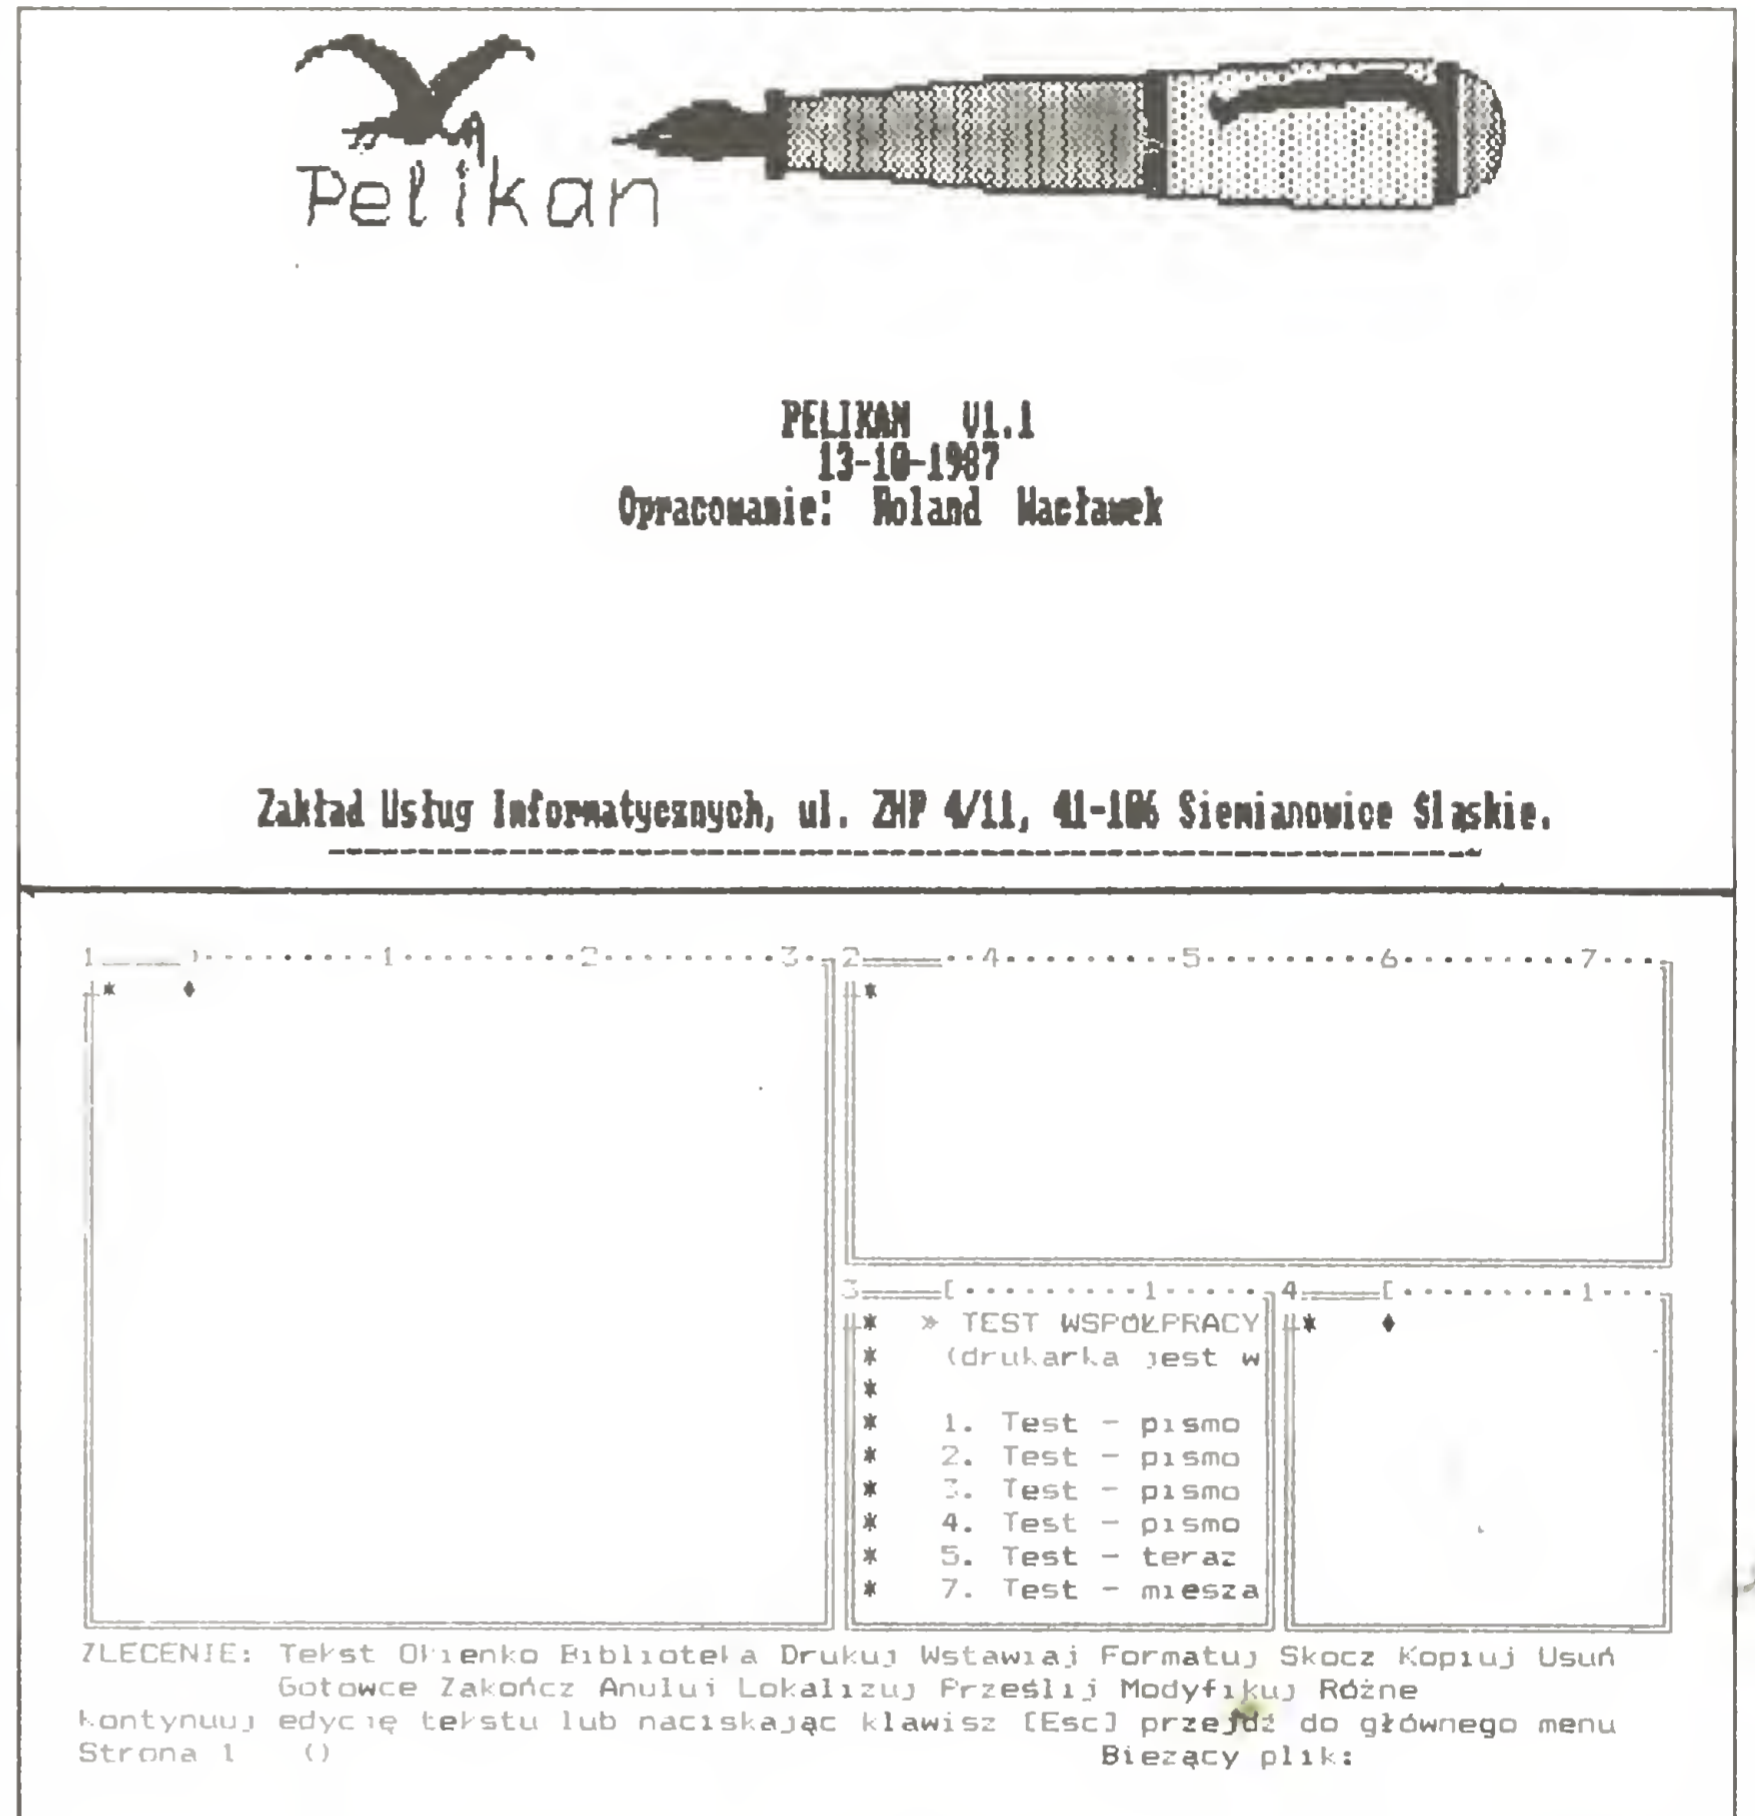 Pelikan
PELIKAN V1.1
13-10-1987
Opracowanie: Roland Wacławek
Zakład Usług Informatycznych, ul. ZHP 4/11, 41-106 Siemianowice Śląskie.
1 1 2 3 2 4 5 6 7
* ♦ *
3 [ 1 4 [ 1
* » TEST WSPÓŁPRACY * ♦
* (drukarka jest w
*
* 1. Test - pismo
* 2. Test - pismo
* 3. Test - pismo
* 4. Test - pismo
* 5. Test - teraz
* 7. Test - miesza
ZLECENIE: Tekst Okienko Biblioteka Drukuj Wstawiaj Formatuj Skocz Kopiuj Usuń
Gotowce Zakończ Anuluj Lokalizuj Prześlij Modyfikuj Różne
Kontynuuj edycję tekstu lub naciskając klawisz [Esc] przejdź do głównego menu
Strona 1 () Bieżący plik: